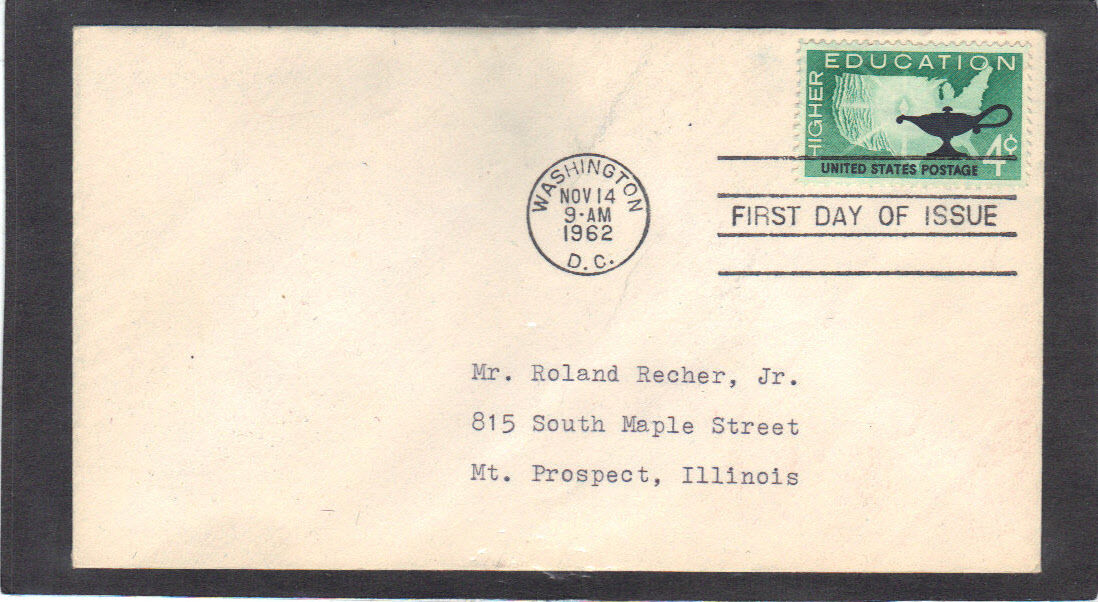 HIGHER
EDUCATION
4¢
UNITED STATES POSTAGE
WASHINGTON
NOV 14
9-AM
1962
D.C.
FIRST DAY OF ISSUE
Mr. Roland Recher, Jr.
815 South Maple Street
Mt. Prospect, Illinois